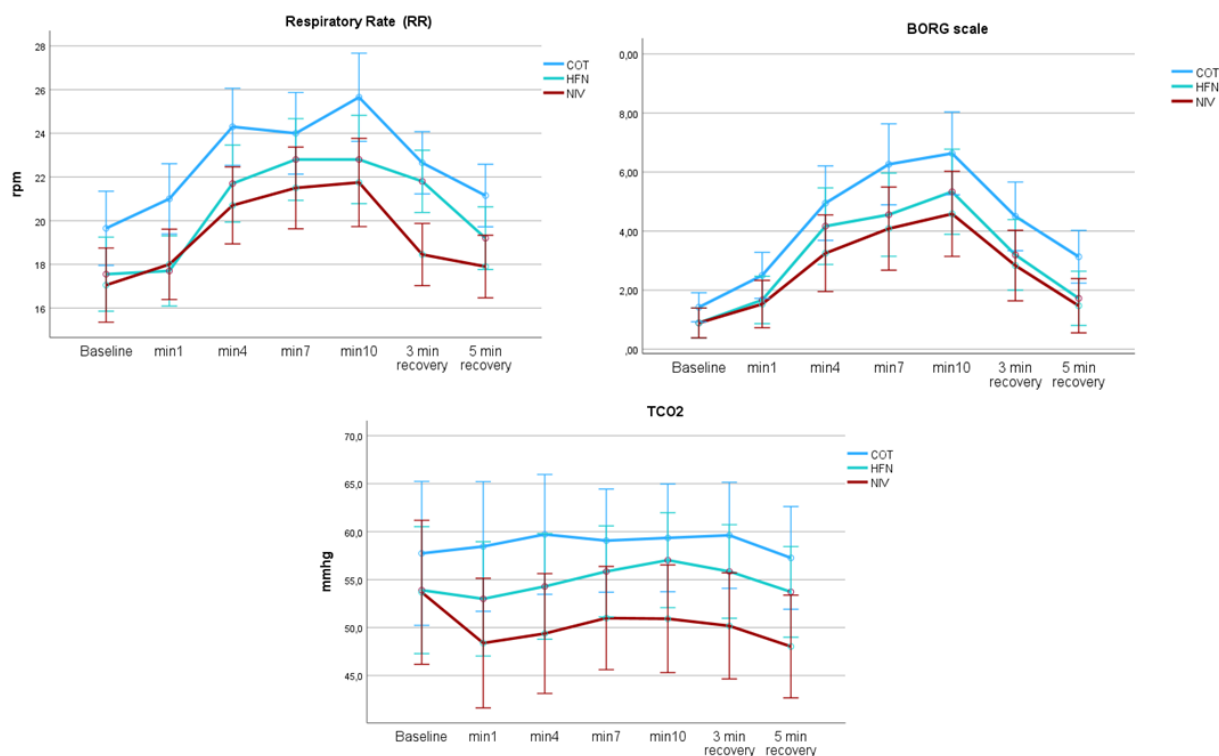 Respiratory Rate (RR)
28
26
24
22
20
18
16
rpm
COT
HFN
NIV
Baseline min1 min4 min7 min10 3 min recovery 5 min recovery
BORG scale
0,00
8,00
6,00
4,00
2,00
,00
COT
HFN
NIV
Baseline min1 min4 min7 min10 3 min recovery 5 min recovery
TCO2
70,0
65,0
60,0
55,0
50,0
45,0
mmhg
COT
HFN
NIV
Baseline min1 min4 min7 min10 3 min recovery 5 min recovery